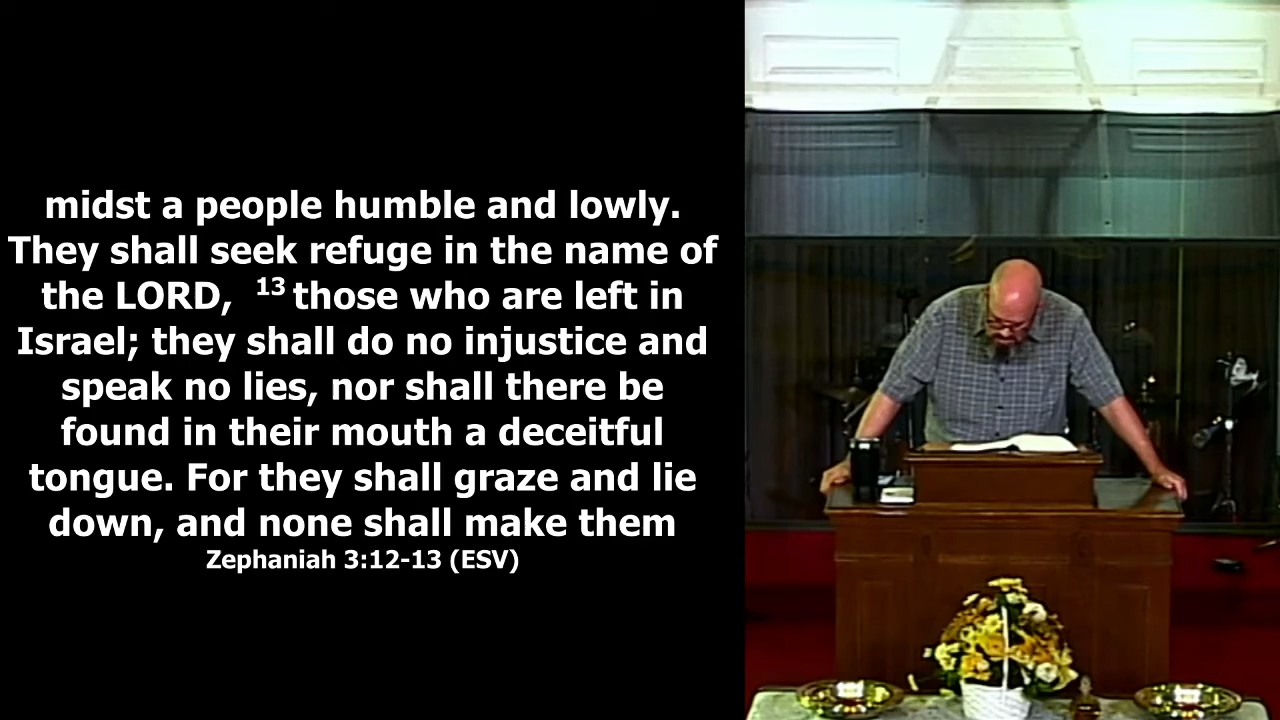 midst a people humble and lowly.
They shall seek refuge in the name of
the LORD, 13 those who are left in
Israel; they shall do no injustice and
speak no lies, nor shall there be
found in their mouth a deceitful
tongue. For they shall graze and lie
down, and none shall make them
Zephaniah 3:12-13 (ESV)